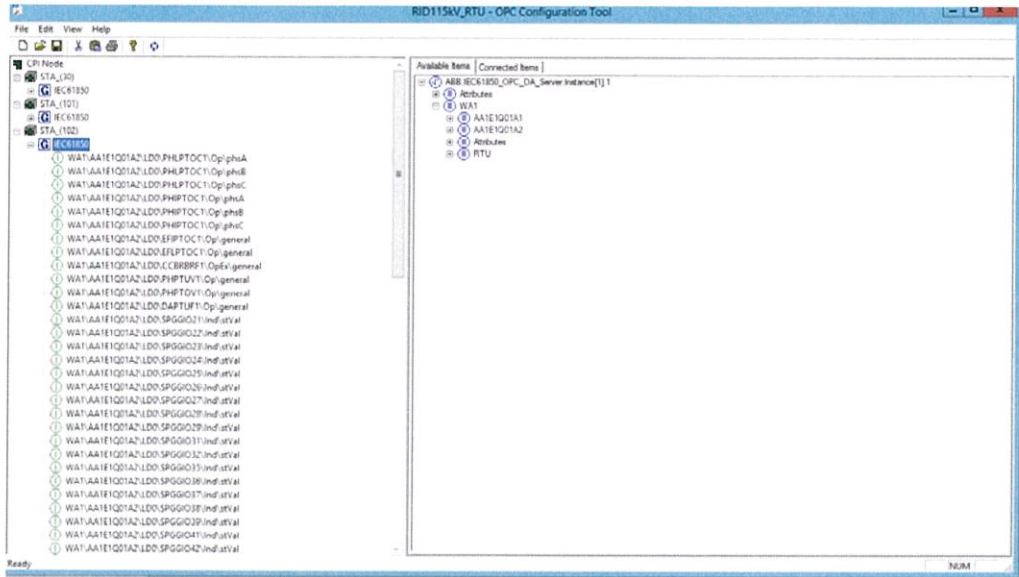 RID115kV_RTU - OPC Configuration Tool
File Edit View Help
CPI Node
STA_(30)
IEC61850
STA_(101)
IEC61850
STA_(102)
IEC61850
WA1\AA1E1Q01A2\LD0\PHLPTOC1\Op\phsA
WA1\AA1E1Q01A2\LD0\PHLPTOC1\Op\phsB
WA1\AA1E1Q01A2\LD0\PHLPTOC1\Op\phsC
WA1\AA1E1Q01A2\LD0\PHIPTOC1\Op\phsA
WA1\AA1E1Q01A2\LD0\PHIPTOC1\Op\phsB
WA1\AA1E1Q01A2\LD0\PHIPTOC1\Op\phsC
WA1\AA1E1Q01A2\LD0\EFIPTOC1\Op\general
WA1\AA1E1Q01A2\LD0\EFLPTOC1\Op\general
WA1\AA1E1Q01A2\LD0\CCBRBRF1\OpEx\general
WA1\AA1E1Q01A2\LD0\PHPTUV1\Op\general
WA1\AA1E1Q01A2\LD0\PHPTOV1\Op\general
WA1\AA1E1Q01A2\LD0\DAPTUF1\Op\general
WA1\AA1E1Q01A2\LD0\SPGGIO21\Ind\stVal
WA1\AA1E1Q01A2\LD0\SPGGIO22\Ind\stVal
WA1\AA1E1Q01A2\LD0\SPGGIO23\Ind\stVal
WA1\AA1E1Q01A2\LD0\SPGGIO24\Ind\stVal
WA1\AA1E1Q01A2\LD0\SPGGIO25\Ind\stVal
WA1\AA1E1Q01A2\LD0\SPGGIO26\Ind\stVal
WA1\AA1E1Q01A2\LD0\SPGGIO27\Ind\stVal
WA1\AA1E1Q01A2\LD0\SPGGIO28\Ind\stVal
WA1\AA1E1Q01A2\LD0\SPGGIO29\Ind\stVal
WA1\AA1E1Q01A2\LD0\SPGGIO31\Ind\stVal
WA1\AA1E1Q01A2\LD0\SPGGIO32\Ind\stVal
WA1\AA1E1Q01A2\LD0\SPGGIO35\Ind\stVal
WA1\AA1E1Q01A2\LD0\SPGGIO36\Ind\stVal
WA1\AA1E1Q01A2\LD0\SPGGIO37\Ind\stVal
WA1\AA1E1Q01A2\LD0\SPGGIO38\Ind\stVal
WA1\AA1E1Q01A2\LD0\SPGGIO39\Ind\stVal
WA1\AA1E1Q01A2\LD0\SPGGIO41\Ind\stVal
WA1\AA1E1Q01A2\LD0\SPGGIO42\Ind\stVal
Available Items Connected Items
ABB.IEC61850_OPC_DA_Server.Instance[1].1
Attributes
WA1
AA1E1Q01A1
AA1E1Q01A2
Attributes
RTU
Ready NUM